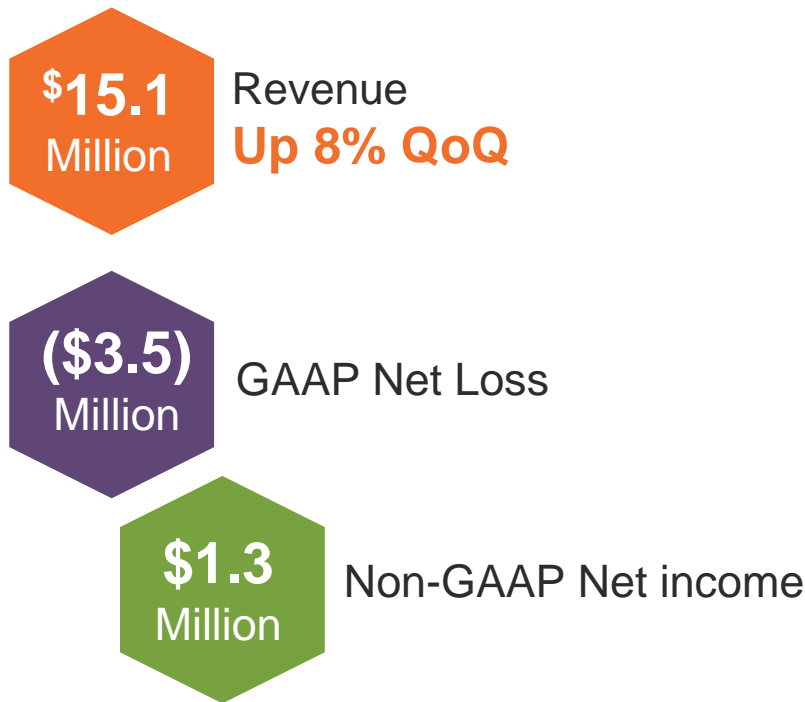 $15.1
Million
Revenue
Up 8% QoQ
($3.5)
Million
GAAP Net Loss
$1.3
Million
Non-GAAP Net income